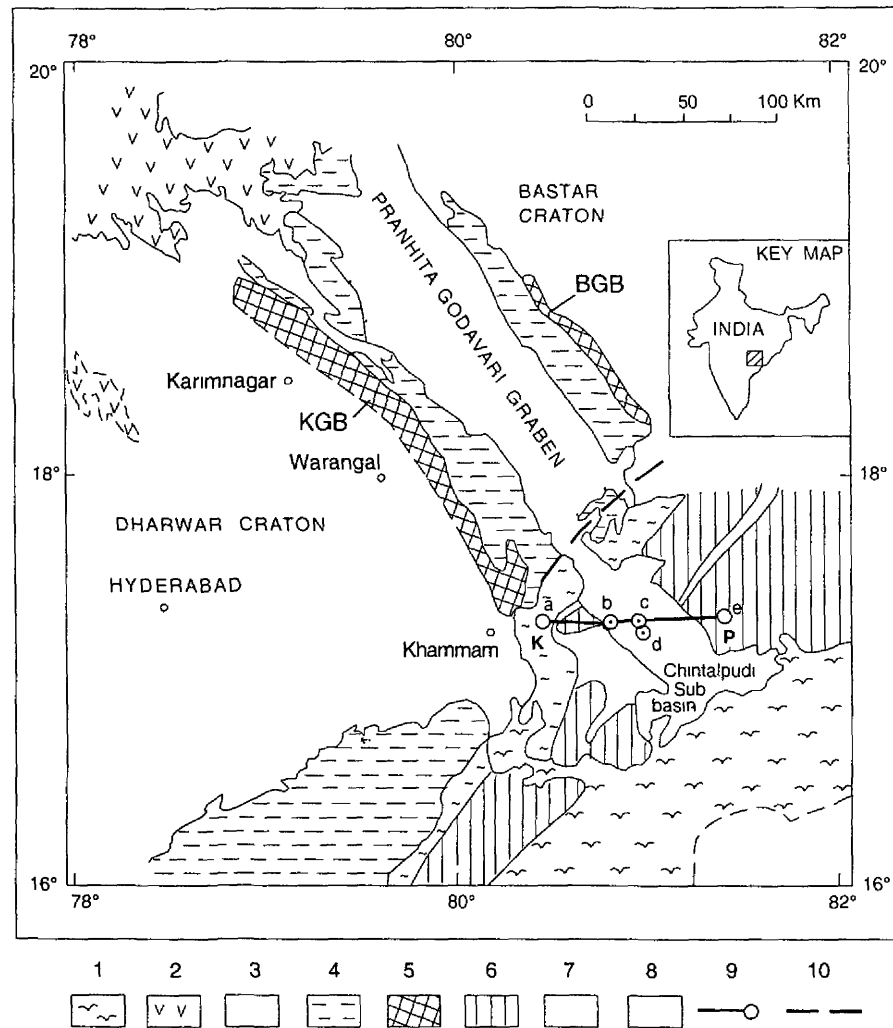 78° 80° 82°
20° 20°
0 50 100 Km
BASTAR
CRATON
PRANHITA GODAVARI GRABEN
KEY MAP
BGB
INDIA
Karimnagar
KGB
Warangal
18° 18°
DHARWAR CRATON
HYDERABAD
a b c e
K P
d
Khammam
Chintalpudi
Sub
basin
16° 16°
78° 80° 82°
1 2 3 4 5 6 7 8 9 10